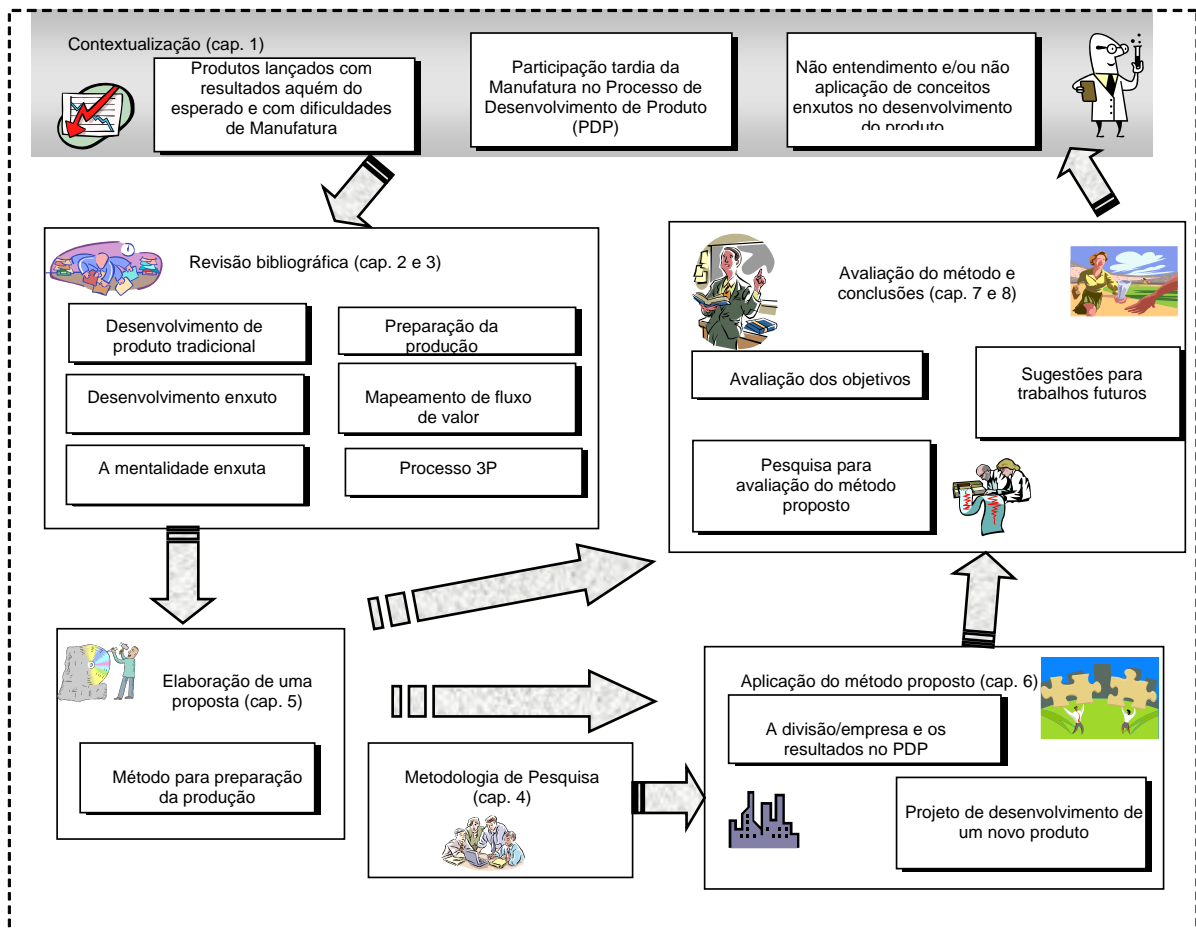 Contextualização (cap. 1)
Produtos lançados com
resultados aquém do
esperado e com dificuldades
de Manufatura
Participação tardia da
Manufatura no Processo de
Desenvolvimento de Produto
(PDP)
Não entendimento e/ou não
aplicação de conceitos
enxutos no desenvolvimento
do produto
Revisão bibliográfica (cap. 2 e 3)
Desenvolvimento de
produto tradicional
Preparação da
produção
Desenvolvimento enxuto
Mapeamento de fluxo
de valor
A mentalidade enxuta
Processo 3P
Avaliação do método e
conclusões (cap. 7 e 8)
Avaliação dos objetivos
Sugestões para
trabalhos futuros
Pesquisa para
avaliação do método
proposto
Elaboração de uma
proposta (cap. 5)
Método para preparação
da produção
Metodologia de Pesquisa
(cap. 4)
Aplicação do método proposto (cap. 6)
A divisão/empresa e os
resultados no PDP
Projeto de desenvolvimento de
um novo produto